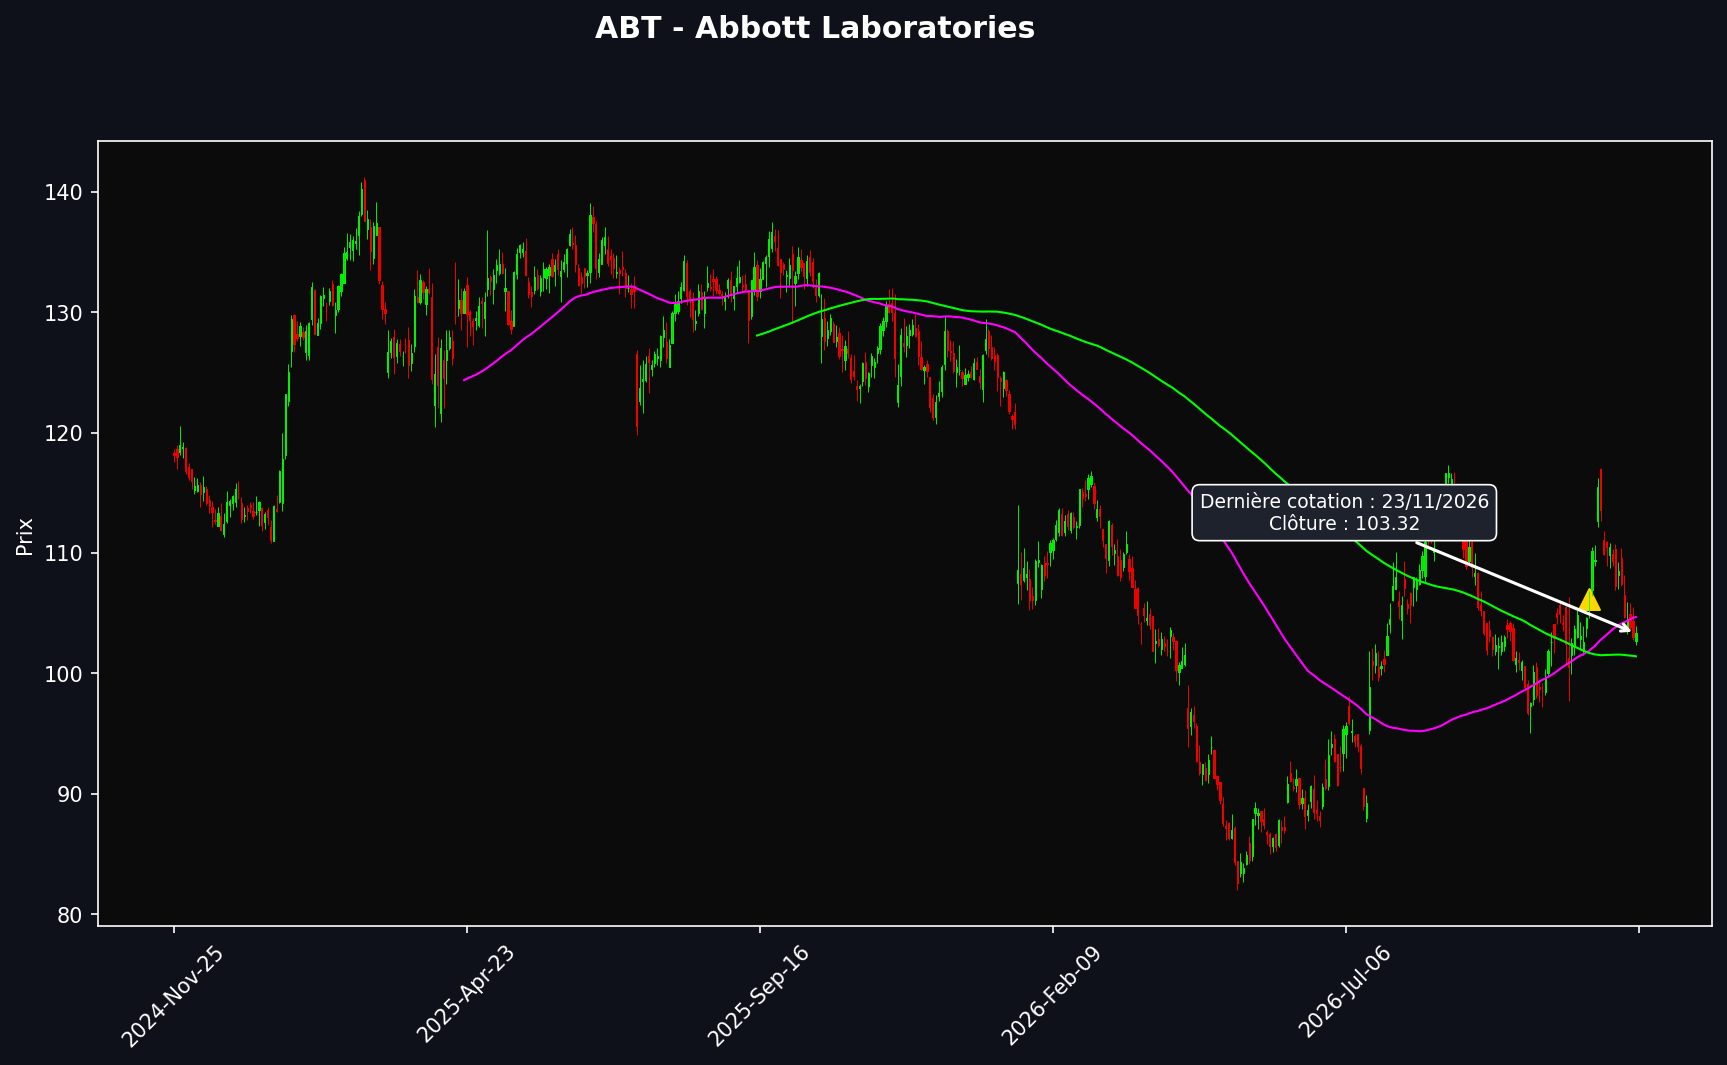 ABT - Abbott Laboratories
Prix
140
130
120
110
100
90
80
Dernière cotation : 23/11/2026
Clôture : 103.32
2024-Nov-25
2025-Apr-23
2025-Sep-16
2026-Feb-09
2026-Jul-06